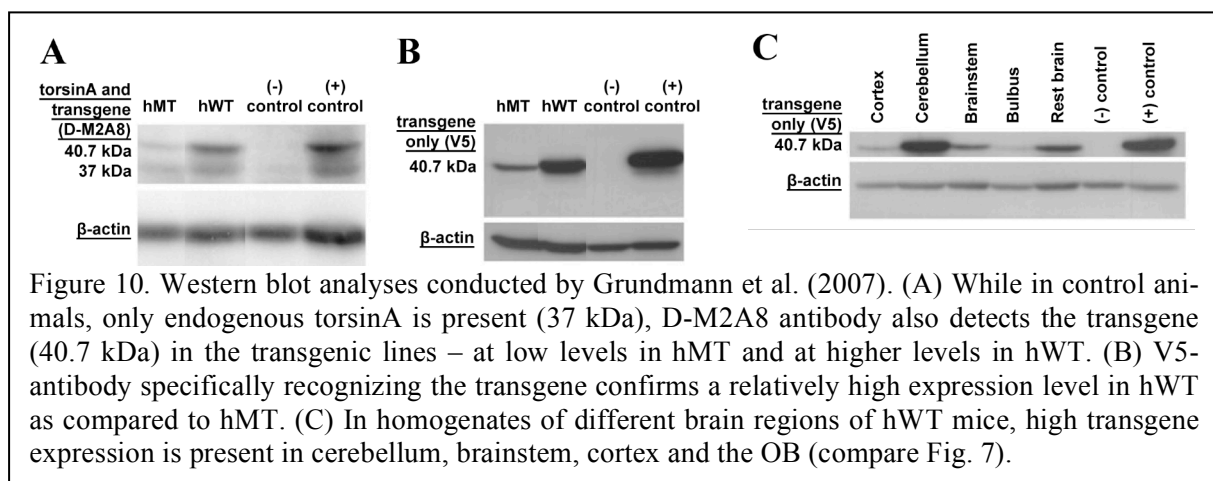 A
torsinA and
transgene
(D-M2A8)
40.7 kDa
37 kDa
β-actin
hMT hWT (-) control (+) control
B
transgene
only (V5)
40.7 kDa
β-actin
hMT hWT (-) control (+) control
C
Cortex Cerebellum Brainstem Bulbus Rest brain (-) control (+) control
transgene
only (V5)
40.7 kDa
β-actin
Figure 10. Western blot analyses conducted by Grundmann et al. (2007). (A) While in control ani-
mals, only endogenous torsinA is present (37 kDa), D-M2A8 antibody also detects the transgene
(40.7 kDa) in the transgenic lines – at low levels in hMT and at higher levels in hWT. (B) V5-
antibody specifically recognizing the transgene confirms a relatively high expression level in hWT
as compared to hMT. (C) In homogenates of different brain regions of hWT mice, high transgene
expression is present in cerebellum, brainstem, cortex and the OB (compare Fig. 7).